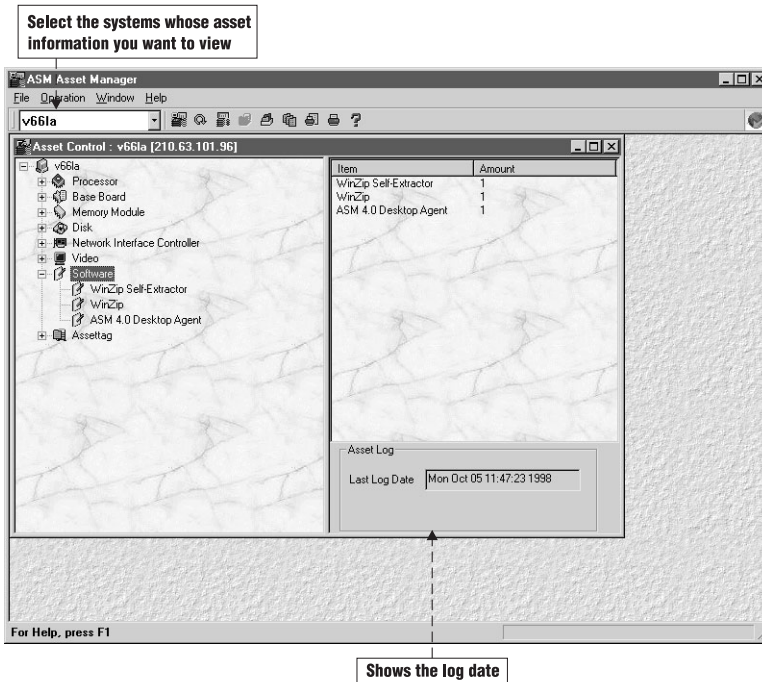 Select the systems whose asset
information you want to view
ASM Asset Manager
File Operation Window Help
v66la
Asset Control : v66la [210.63.101.96]
v66la
Processor
Base Board
Memory Module
Disk
Network Interface Controller
Video
Software
WinZip Self-Extractor
WinZip
ASM 4.0 Desktop Agent
Assettag
Item Amount
WinZip Self-Extractor 1
WinZip 1
ASM 4.0 Desktop Agent 1
Asset Log
Last Log Date Mon Oct 05 11:47:23 1998
For Help, press F1
Shows the log date